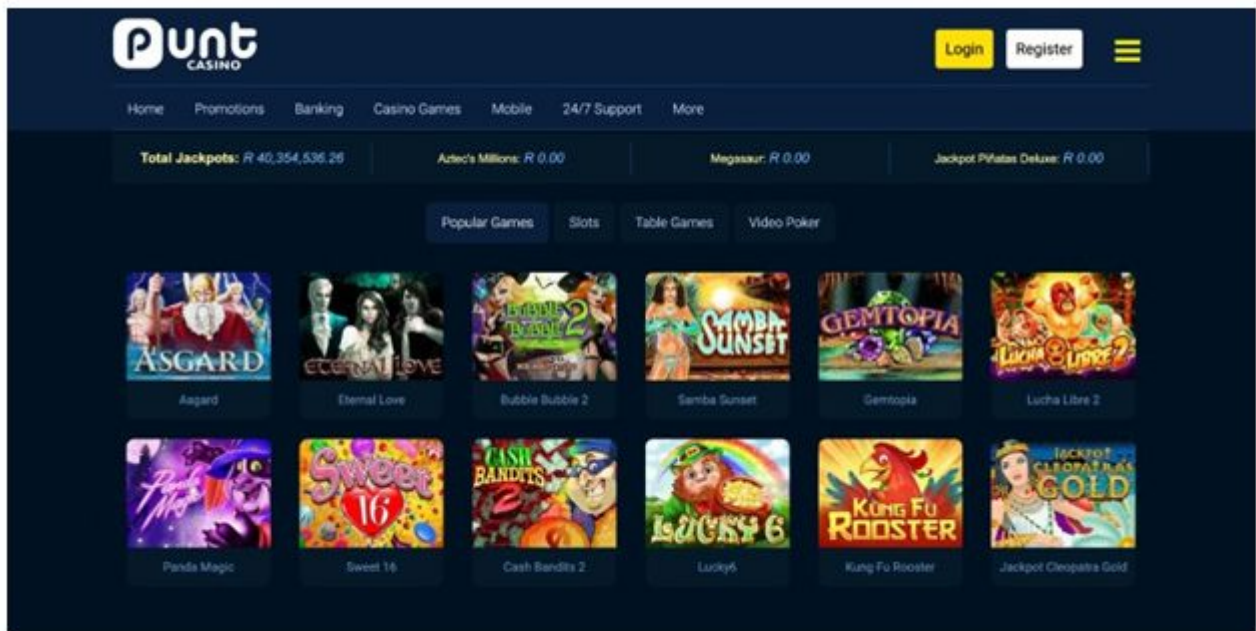 punt
CASINO
Login Register
Home Promotions Banking Casino Games Mobile 24/7 Support More
Total Jackpots: R 40,354,536.26 Aztec's Millions: R 0.00 Megasaur: R 0.00 Jackpot Piñatas Deluxe: R 0.00
Popular Games Slots Table Games Video Poker
ASGARD
ETERNAL LOVE
BUBBLE BUBBLE 2
SAMBA SUNSET
GEMTOPIA
LUCHA LIBRE 2
Asgard Eternal Love Bubble Bubble 2 Samba Sunset Gemtopia Lucha Libre 2
Panda Magic
Sweet 16
CASH BANDITS 2
LUCKY 6
KUNG FU ROOSTER
JACKPOT CLEOPATRA'S GOLD
Panda Magic Sweet 16 Cash Bandits 2 Lucky6 Kung Fu Rooster Jackpot Cleopatra Gold